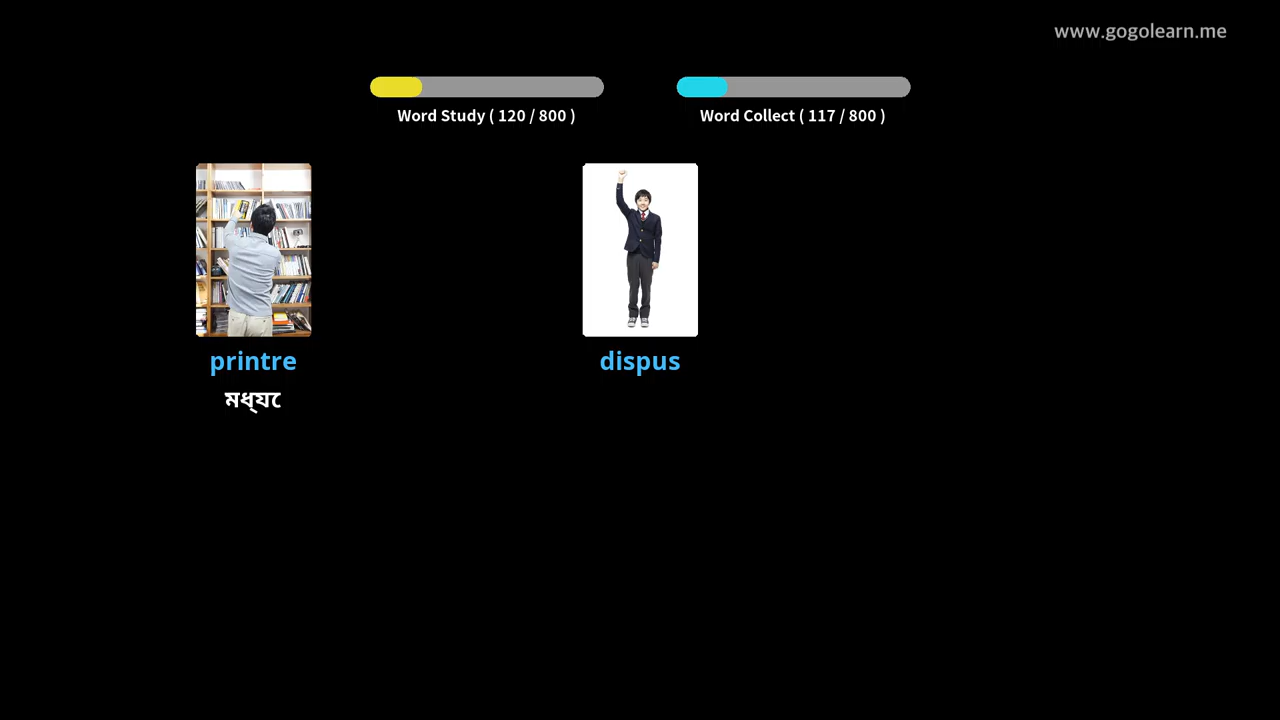 www.gogolearn.me
Word Study ( 120 / 800 )
Word Collect ( 117 / 800 )
printre
মধ্যে
dispus